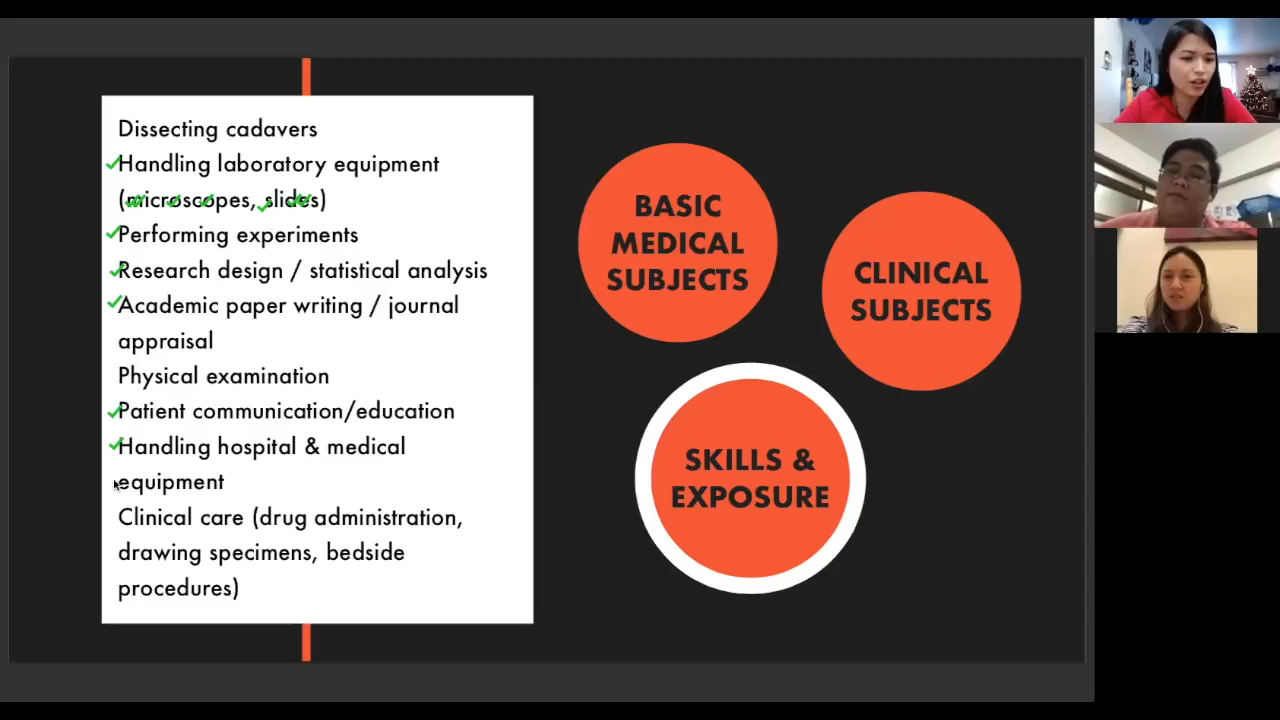 Dissecting cadavers
Handling laboratory equipment
(microscopes, slides)
Performing experiments
Research design / statistical analysis
Academic paper writing / journal
appraisal
Physical examination
Patient communication/education
Handling hospital & medical
equipment
Clinical care (drug administration,
drawing specimens, bedside
procedures)
BASIC
MEDICAL
SUBJECTS
CLINICAL
SUBJECTS
SKILLS &
EXPOSURE